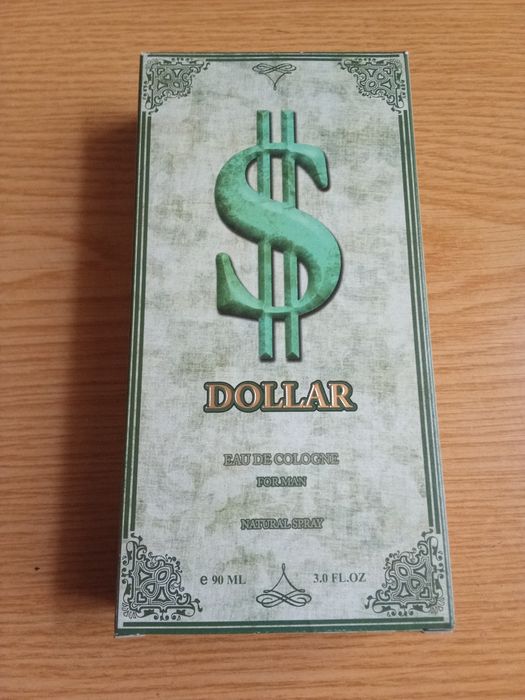 $
DOLLAR
EAU DE COLOGNE
FOR MAN
NATURAL SPRAY
e 90 ML 3.0 FL.OZ